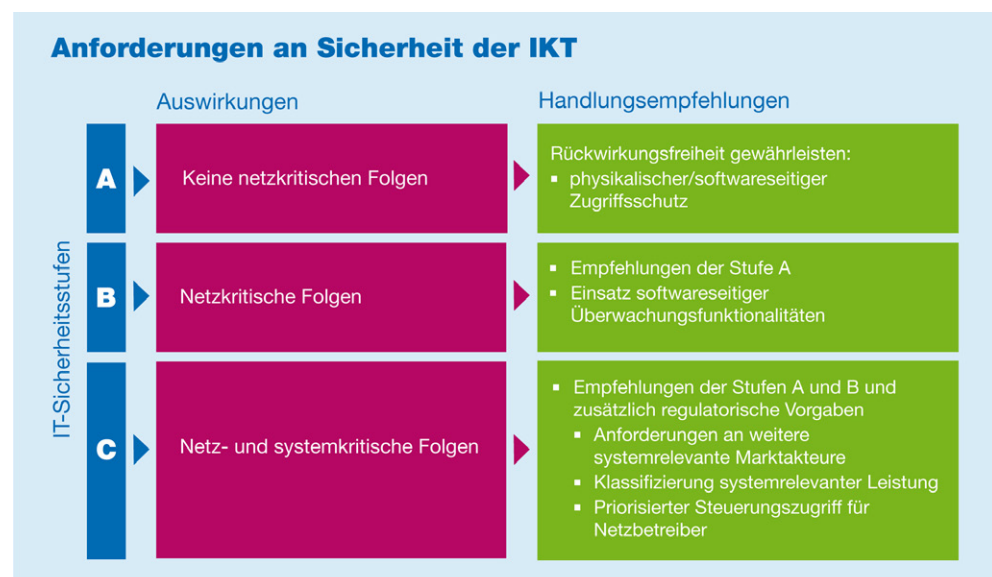 Anforderungen an Sicherheit der IKT
Auswirkungen
Handlungsempfehlungen
IT-Sicherheitsstufen
A
Keine netzkritischen Folgen
Rückwirkungsfreiheit gewährleisten:
▪ physikalischer/softwareseitiger
Zugriffsschutz
B
Netzkritische Folgen
▪ Empfehlungen der Stufe A
▪ Einsatz softwareseitiger
Überwachungsfunktionalitäten
C
Netz- und systemkritische Folgen
▪ Empfehlungen der Stufen A und B und
zusätzlich regulatorische Vorgaben
▪ Anforderungen an weitere
systemrelevante Marktakteure
▪ Klassifizierung systemrelevanter Leistung
▪ Priorisierter Steuerungszugriff für
Netzbetreiber